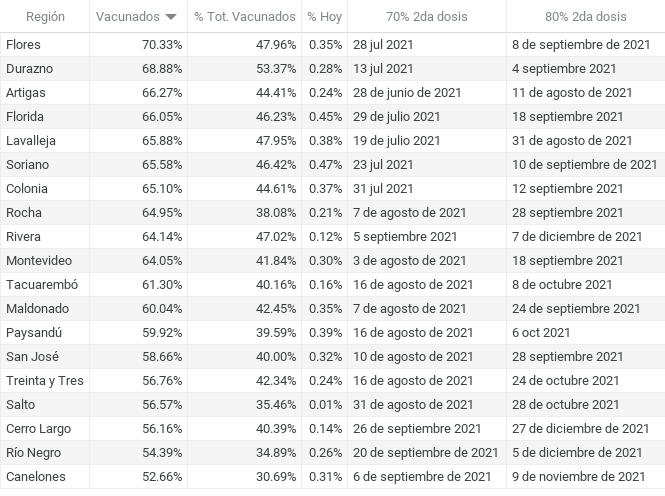 Región Vacunados % Tot. Vacunados % Hoy 70% 2da dosis 80% 2da dosis
Flores 70.33% 47.96% 0.35% 28 jul 2021 8 de septiembre de 2021
Durazno 68.88% 53.37% 0.28% 13 jul 2021 4 septiembre 2021
Artigas 66.27% 44.41% 0.24% 28 de junio de 2021 11 de agosto de 2021
Florida 66.05% 46.23% 0.45% 29 de julio 2021 18 septiembre 2021
Lavalleja 65.88% 47.95% 0.38% 19 de julio 2021 31 de agosto de 2021
Soriano 65.58% 46.42% 0.47% 23 jul 2021 10 de septiembre de 2021
Colonia 65.10% 44.61% 0.37% 31 jul 2021 12 septiembre 2021
Rocha 64.95% 38.08% 0.21% 7 de agosto de 2021 28 septiembre 2021
Rivera 64.14% 47.02% 0.12% 5 septiembre 2021 7 de diciembre de 2021
Montevideo 64.05% 41.84% 0.30% 3 de agosto de 2021 18 septiembre 2021
Tacuarembó 61.30% 40.16% 0.16% 16 de agosto de 2021 8 de octubre 2021
Maldonado 60.04% 42.45% 0.35% 7 de agosto de 2021 24 de septiembre 2021
Paysandú 59.92% 39.59% 0.39% 16 de agosto de 2021 6 oct 2021
San José 58.66% 40.00% 0.32% 10 de agosto de 2021 28 septiembre 2021
Treinta y Tres 56.76% 42.34% 0.24% 16 de agosto de 2021 24 de octubre 2021
Salto 56.57% 35.46% 0.01% 31 de agosto de 2021 28 de octubre 2021
Cerro Largo 56.16% 40.39% 0.14% 26 de septiembre 2021 27 de diciembre de 2021
Río Negro 54.39% 34.89% 0.26% 20 de septiembre de 2021 5 de diciembre de 2021
Canelones 52.66% 30.69% 0.31% 6 de septiembre de 2021 9 de noviembre de 2021